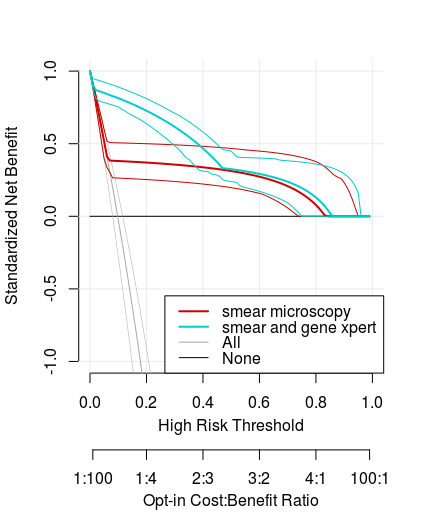 Standardized Net Benefit
1.0
0.5
0.0
-0.5
-1.0
smear microscopy
smear and gene xpert
All
None
0.0 0.2 0.4 0.6 0.8 1.0
High Risk Threshold
1:100 1:4 2:3 3:2 4:1 100:1
Opt-in Cost:Benefit Ratio